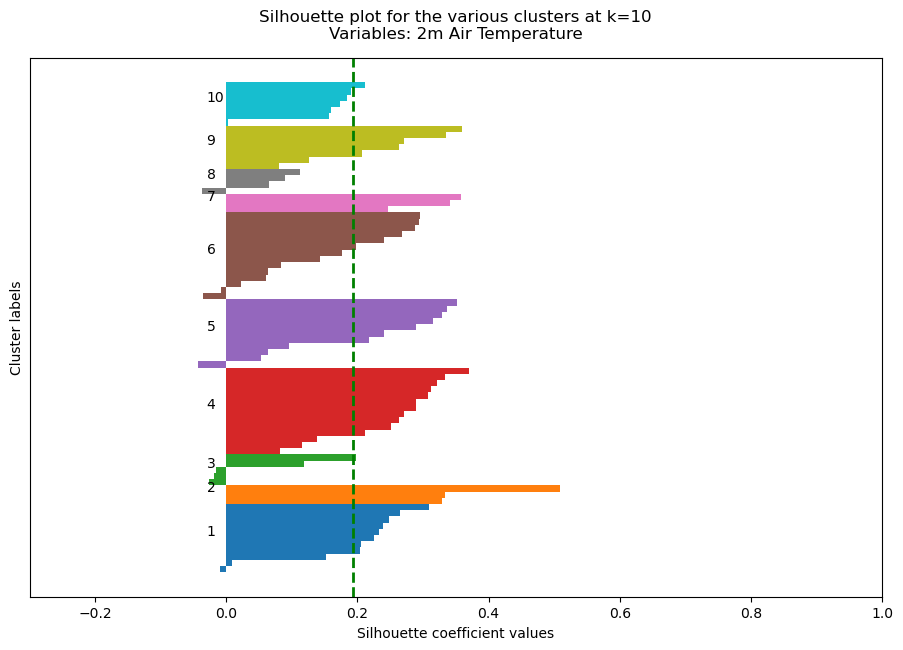 Silhouette plot for the various clusters at k=10
Variables: 2m Air Temperature
Cluster labels
10
9
8
7
6
5
4
3
2
1
−0.2 0.0 0.2 0.4 0.6 0.8 1.0
Silhouette coefficient values